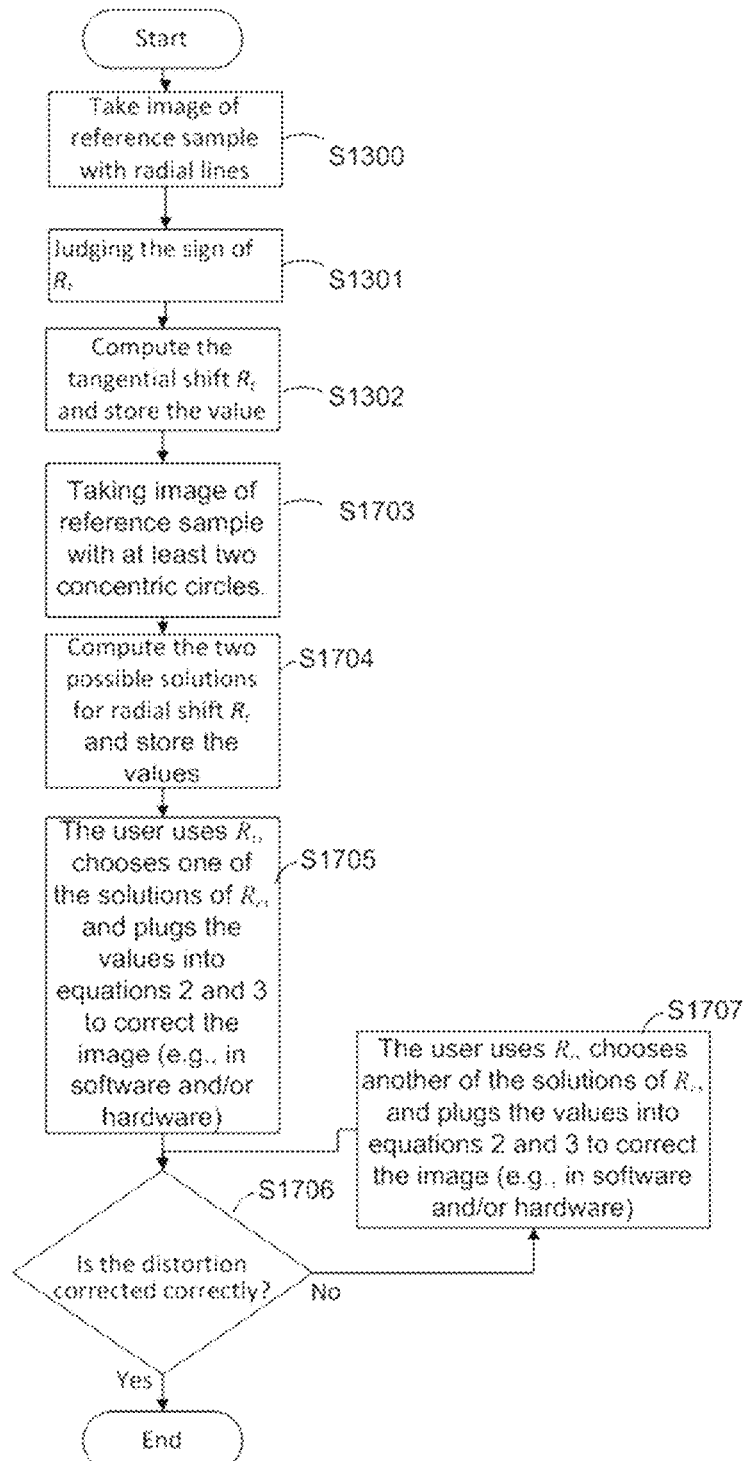 Start
Take image of
reference sample
with radial lines
S1300
Judging the sign of
Rₜ
S1301
Compute the
tangential shift Rₜ
and store the value
S1302
Taking image of
reference sample
with at least two
concentric circles.
S1703
Compute the two
possible solutions
for radial shift Rᵣ
and store the
values
S1704
The user uses Rₜ,
chooses one of
the solutions of Rᵣ,
and plugs the
values into
equations 2 and 3
to correct the
image (e.g., in
software and/or
hardware)
S1705
S1707
The user uses Rₜ, chooses
another of the solutions of Rᵣ,
and plugs the values into
equations 2 and 3 to correct
the image (e.g., in software
and/or hardware)
S1706
Is the distortion
corrected correctly?
No
Yes
End